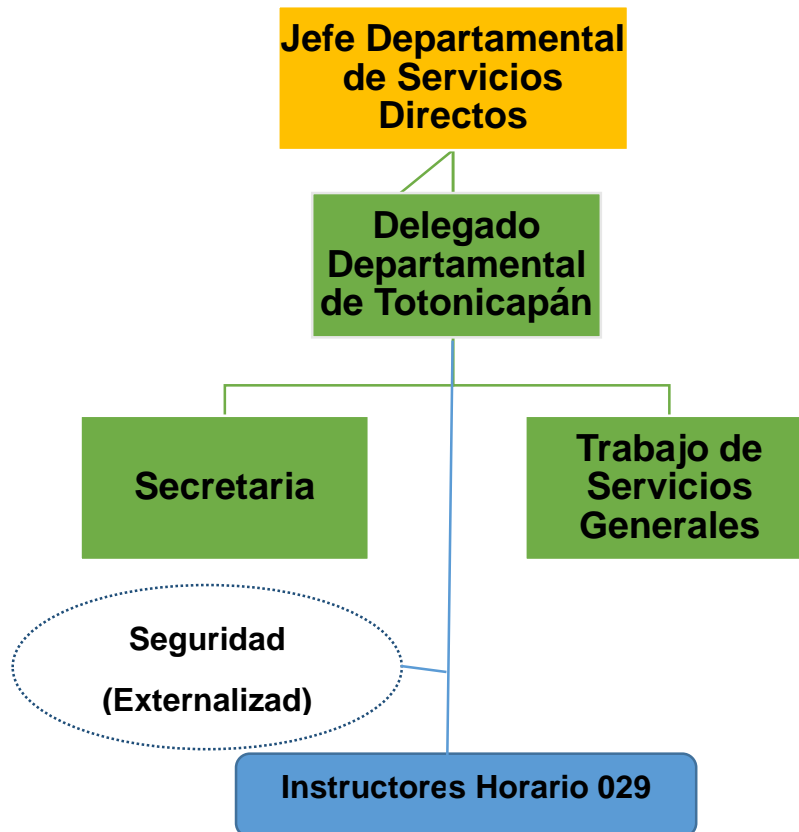 Jefe Departamental
de Servicios
Directos
Delegado
Departamental
de Totonicapán
Secretaria
Trabajo de
Servicios
Generales
Seguridad
(Externalizad)
Instructores Horario 029